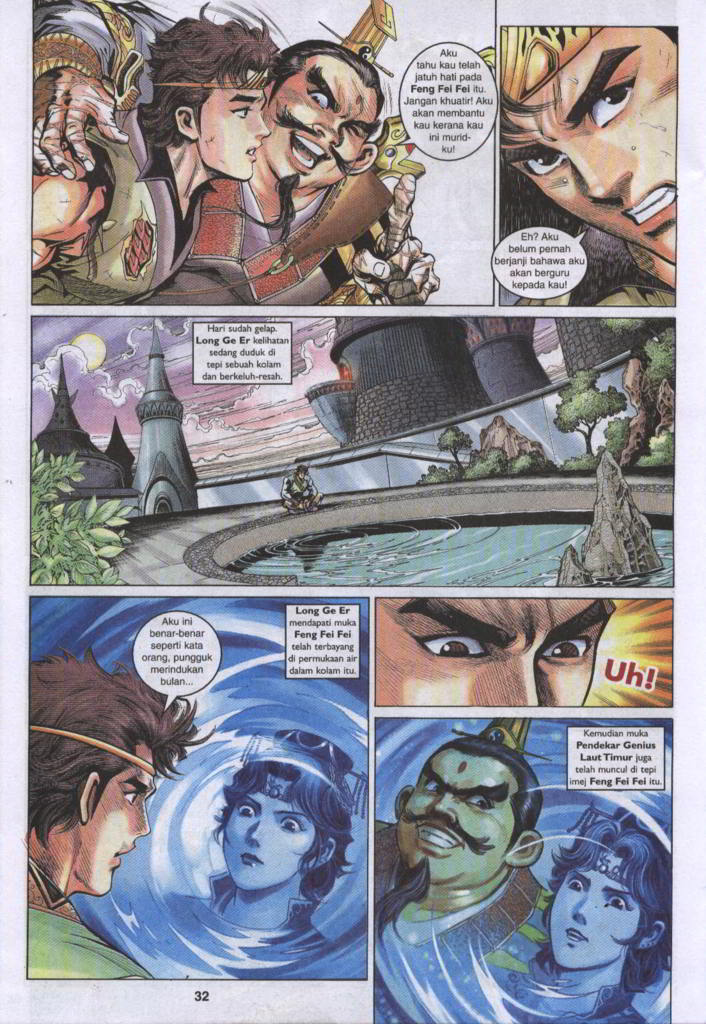 Aku
tahu kau telah
jatuh hati pada
Feng Fei Fei itu.
Jangan khuatir! Aku
akan membantu
kau kerana kau
ini murid-
ku!
Eh? Aku
belum pernah
berjanji bahawa aku
akan berguru
kepada kau!
Hari sudah gelap.
Long Ge Er kelihatan
sedang duduk di
tepi sebuah kolam
dan berkeluh-resah.
Aku ini
benar-benar
seperti kata
orang, pungguk
merindukan
bulan...
Long Ge Er
mendapati muka
Feng Fei Fei
telah terbayang
di permukaan air
dalam kolam itu.
Uh!
Kemudian muka
Pendekar Genius
Laut Timur juga
telah muncul di tepi
imej Feng Fei Fei itu.
32